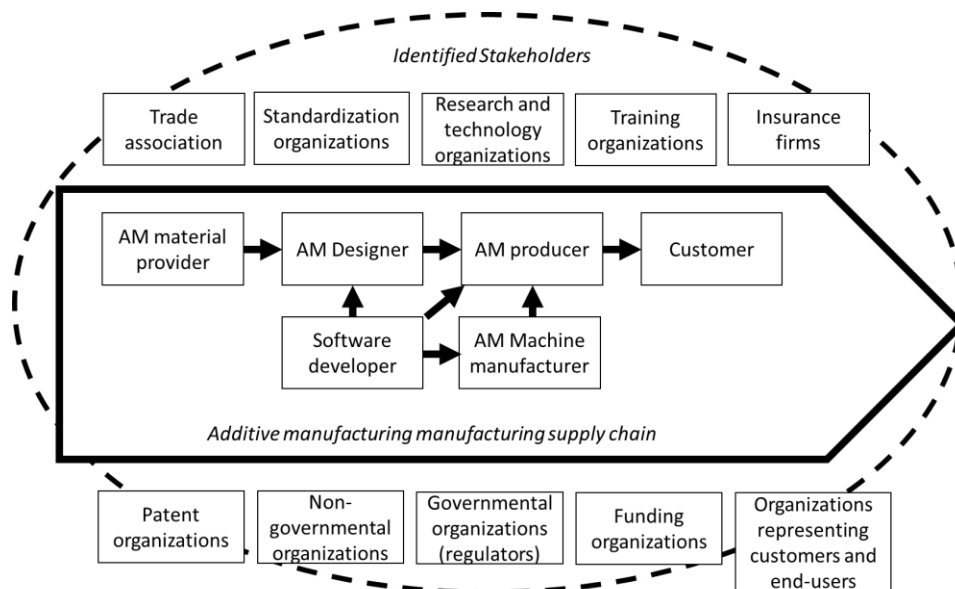 Identified Stakeholders
Trade
association
Standardization
organizations
Research and
technology
organizations
Training
organizations
Insurance
firms
AM material
provider
AM Designer
AM producer
Customer
Software
developer
AM Machine
manufacturer
Additive manufacturing manufacturing supply chain
Patent
organizations
Non-
governmental
organizations
Governmental
organizations
(regulators)
Funding
organizations
Organizations
representing
customers and
end-users